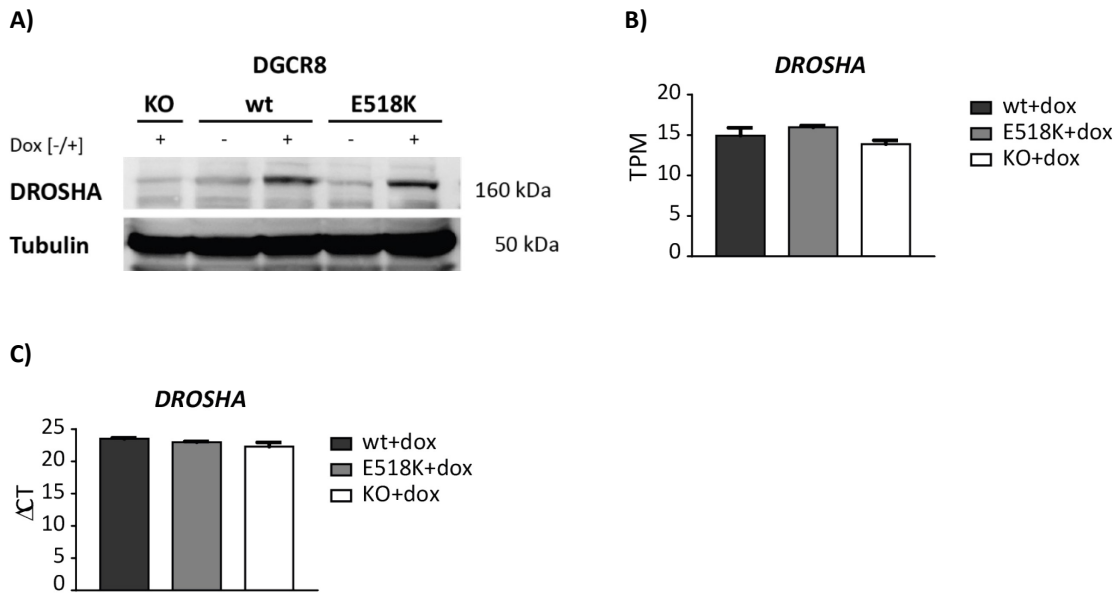 A)
DGCR8
KO wt E518K
Dox [-/+] + - + - +
DROSHA 160 kDa
Tubulin 50 kDa
B)
DROSHA
20
15
10
5
0
TPM
wt+dox
E518K+dox
KO+dox
C)
DROSHA
25
20
15
10
5
0
ΔCT
wt+dox
E518K+dox
KO+dox